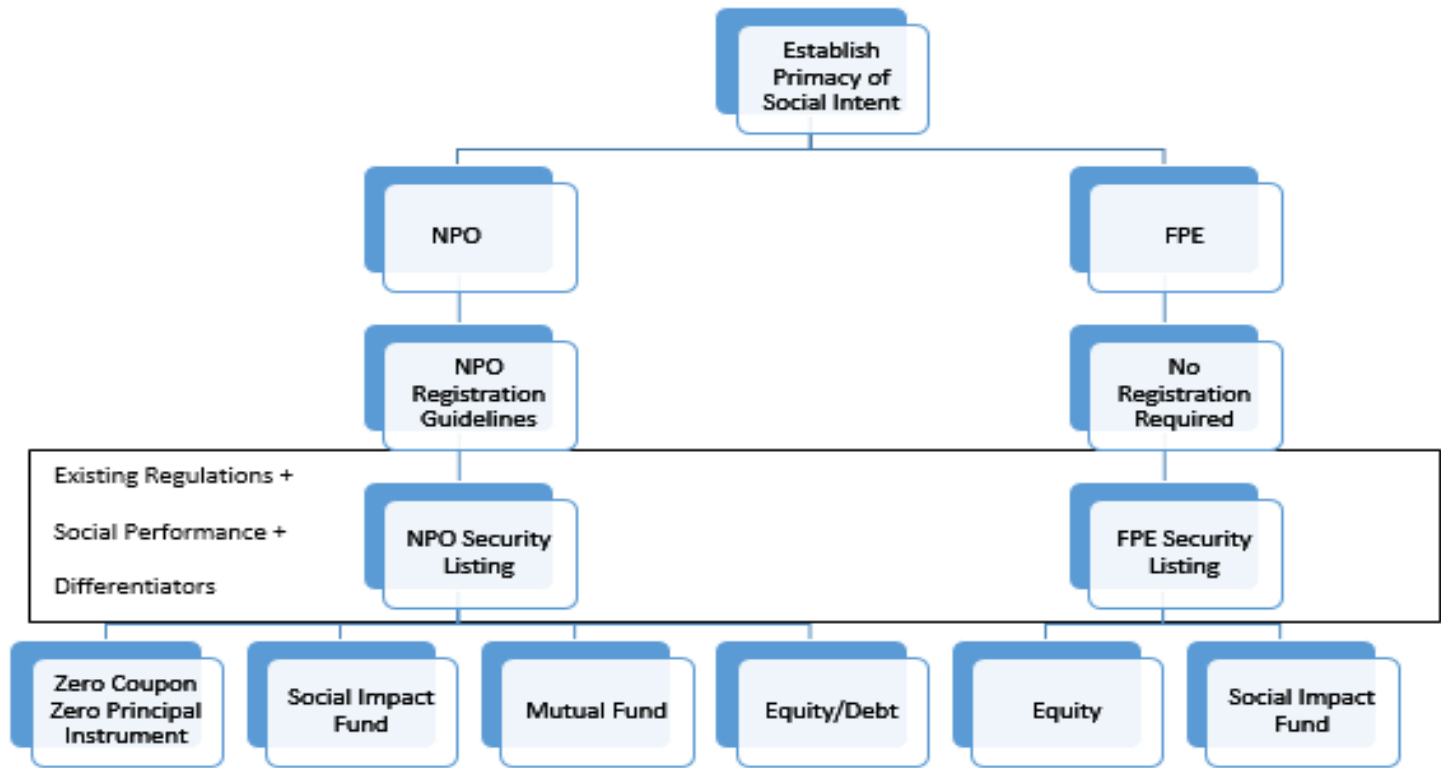 Establish
Primacy of
Social Intent
NPO
FPE
NPO
Registration
Guidelines
No
Registration
Required
Existing Regulations +
Social Performance +
Differentiators
NPO Security
Listing
FPE Security
Listing
Zero Coupon
Zero Principal
Instrument
Social Impact
Fund
Mutual Fund
Equity/Debt
Equity
Social Impact
Fund